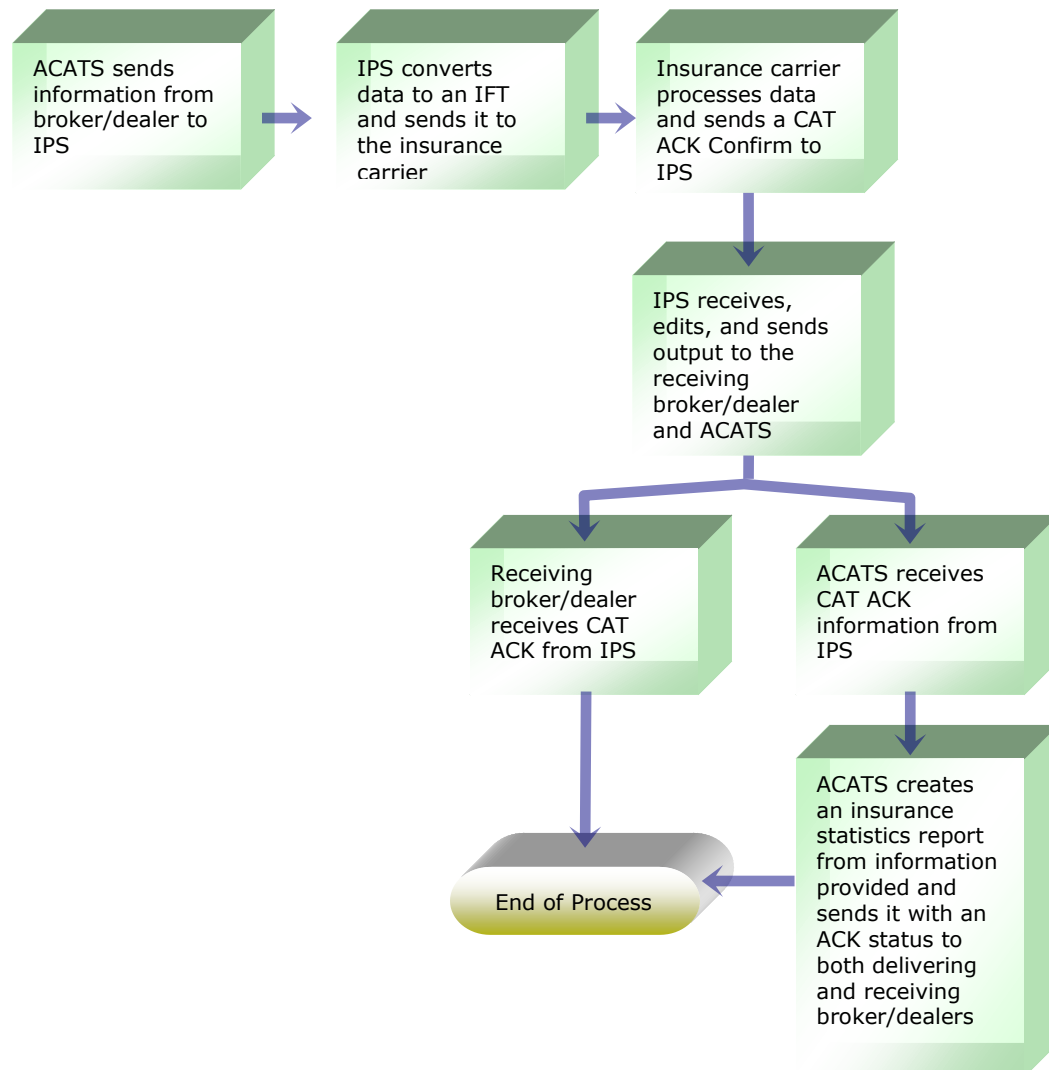 ACATS sends
information from
broker/dealer to
IPS
IPS converts
data to an IFT
and sends it to
the insurance
carrier
Insurance carrier
processes data
and sends a CAT
ACK Confirm to
IPS
IPS receives,
edits, and sends
output to the
receiving
broker/dealer
and ACATS
Receiving
broker/dealer
receives CAT
ACK from IPS
ACATS receives
CAT ACK
information from
IPS
ACATS creates
an insurance
statistics report
from information
provided and
sends it with an
ACK status to
both delivering
and receiving
broker/dealers
End of Process